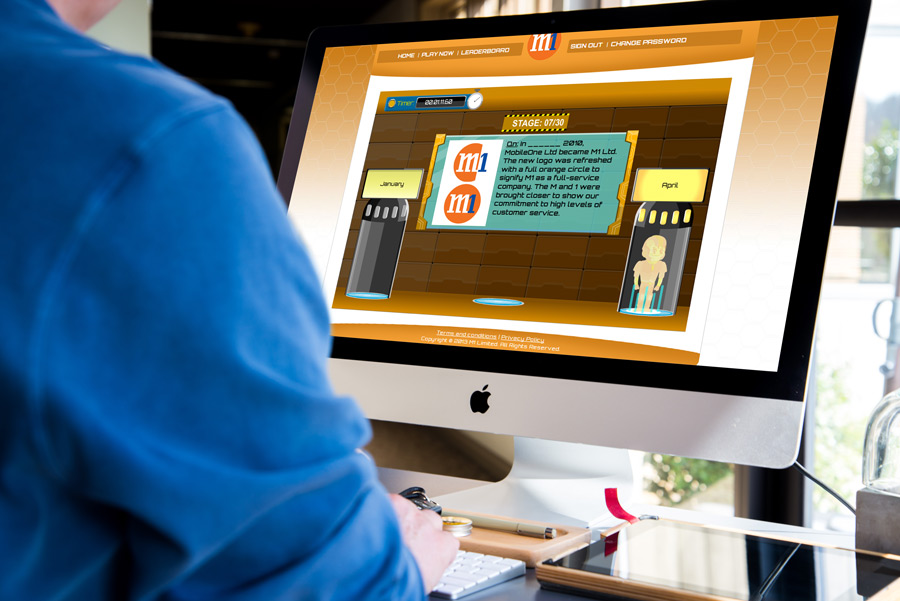 HOME | PLAY NOW | LEADERBOARD
m1
SIGN OUT | CHANGE PASSWORD
Timer 00:01:11:60
STAGE: 07/30
m1
m1
Qn: In ______ 2010,
MobileOne Ltd became M1 Ltd.
The new logo was refreshed
with a full orange circle to
signify M1 as a full-service
company. The M and 1 were
brought closer to show our
commitment to high levels of
customer service.
January
April
Terms and conditions | Privacy Policy
Copyright © 2013 M1 Limited. All Rights Reserved